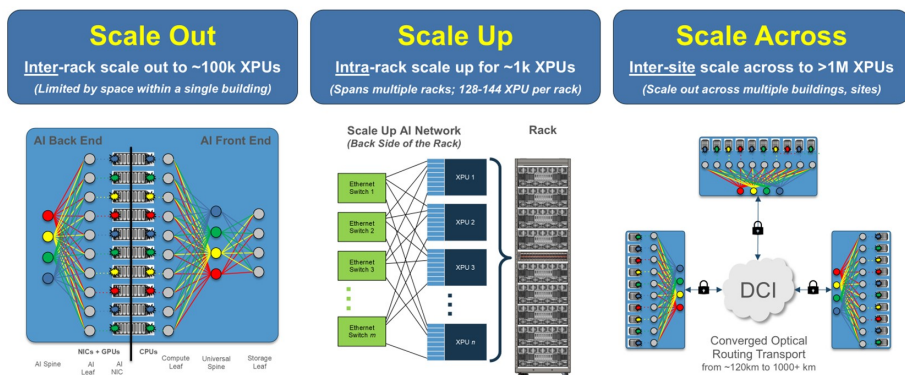 Scale Out
Inter-rack scale out to ~100k XPUs
(Limited by space within a single building)
AI Back End
AI Front End
AI Spine
NICs + GPUs
AI
Leaf
AI
NIC
CPUs
Compute
Leaf
Universal
Spine
Storage
Leaf
Scale Up
Intra-rack scale up for ~1k XPUs
(Spans multiple racks; 128-144 XPU per rack)
Scale Up AI Network
(Back Side of the Rack)
Rack
Ethernet
Switch 1
Ethernet
Switch 2
Ethernet
Switch 3
Ethernet
Switch m
XPU 1
XPU 2
XPU 3
XPU n
Scale Across
Inter-site scale across to >1M XPUs
(Scale out across multiple buildings, sites)
DCI
Converged Optical
Routing Transport
from ~120km to 1000+ km